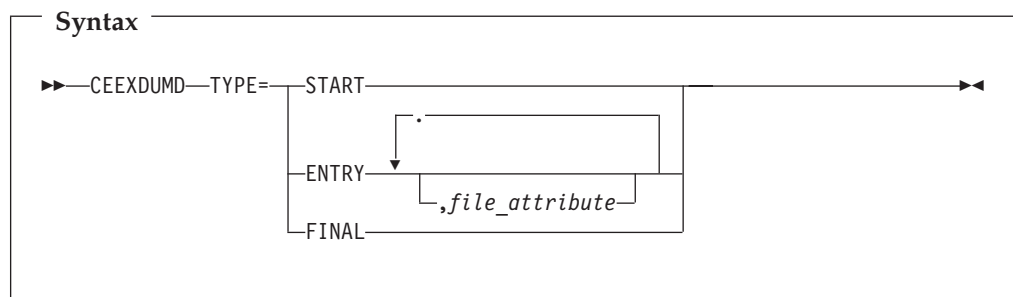 Syntax
CEEXDUMD TYPE= START
.
ENTRY
,file_attribute
FINAL